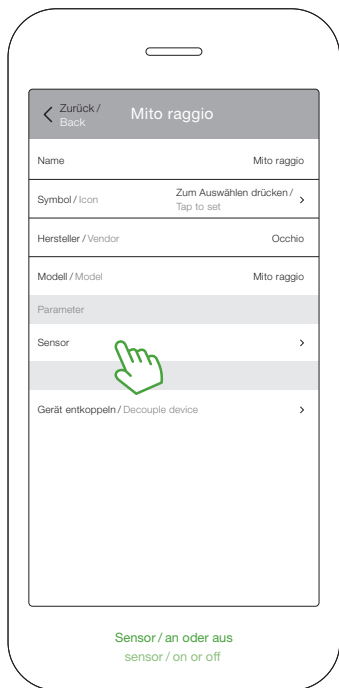 Zurück /
Back
Mito raggio
Name Mito raggio
Symbol / Icon Zum Auswählen drücken /
Tap to set
Hersteller / Vendor Occhio
Modell / Model Mito raggio
Parameter
Sensor
Gerät entkoppeln / Decouple device
Sensor / an oder aus
sensor / on or off